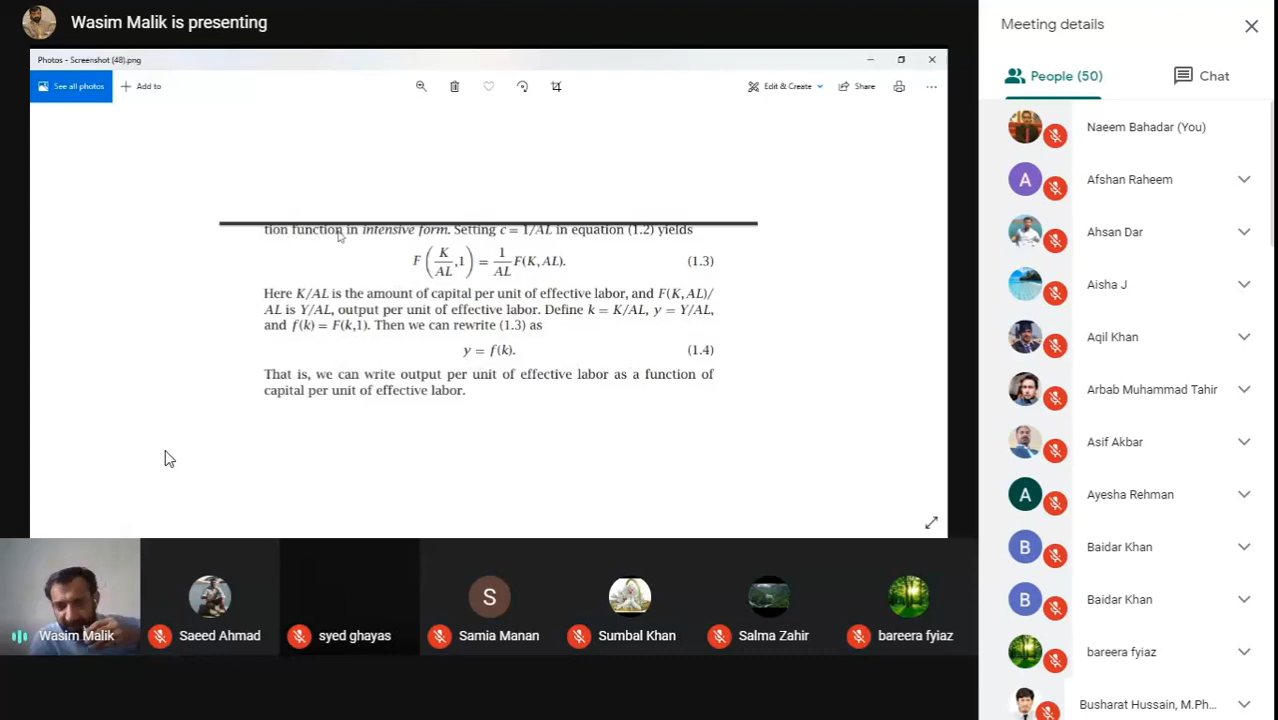 Wasim Malik is presenting
Photos - Screenshot (48).png
See all photos
Add to
Edit & Create
Share
tion function in intensive form. Setting c = 1/AL in equation (1.2) yields
F (K/AL, 1) = 1/AL F(K, AL). (1.3)
Here K/AL is the amount of capital per unit of effective labor, and F(K, AL)/
AL is Y/AL, output per unit of effective labor. Define k = K/AL, y = Y/AL,
and f(k) = F(k,1). Then we can rewrite (1.3) as
y = f(k). (1.4)
That is, we can write output per unit of effective labor as a function of
capital per unit of effective labor.
Wasim Malik
Saeed Ahmad
syed ghayas
S
Samia Manan
Sumbal Khan
Salma Zahir
bareera fyiaz
Meeting details
People (50)
Chat
Naeem Bahadar (You)
A
Afshan Raheem
Ahsan Dar
Aisha J
Aqil Khan
Arbab Muhammad Tahir
Asif Akbar
A
Ayesha Rehman
B
Baidar Khan
B
Baidar Khan
bareera fyiaz
Busharat Hussain, M.Ph...